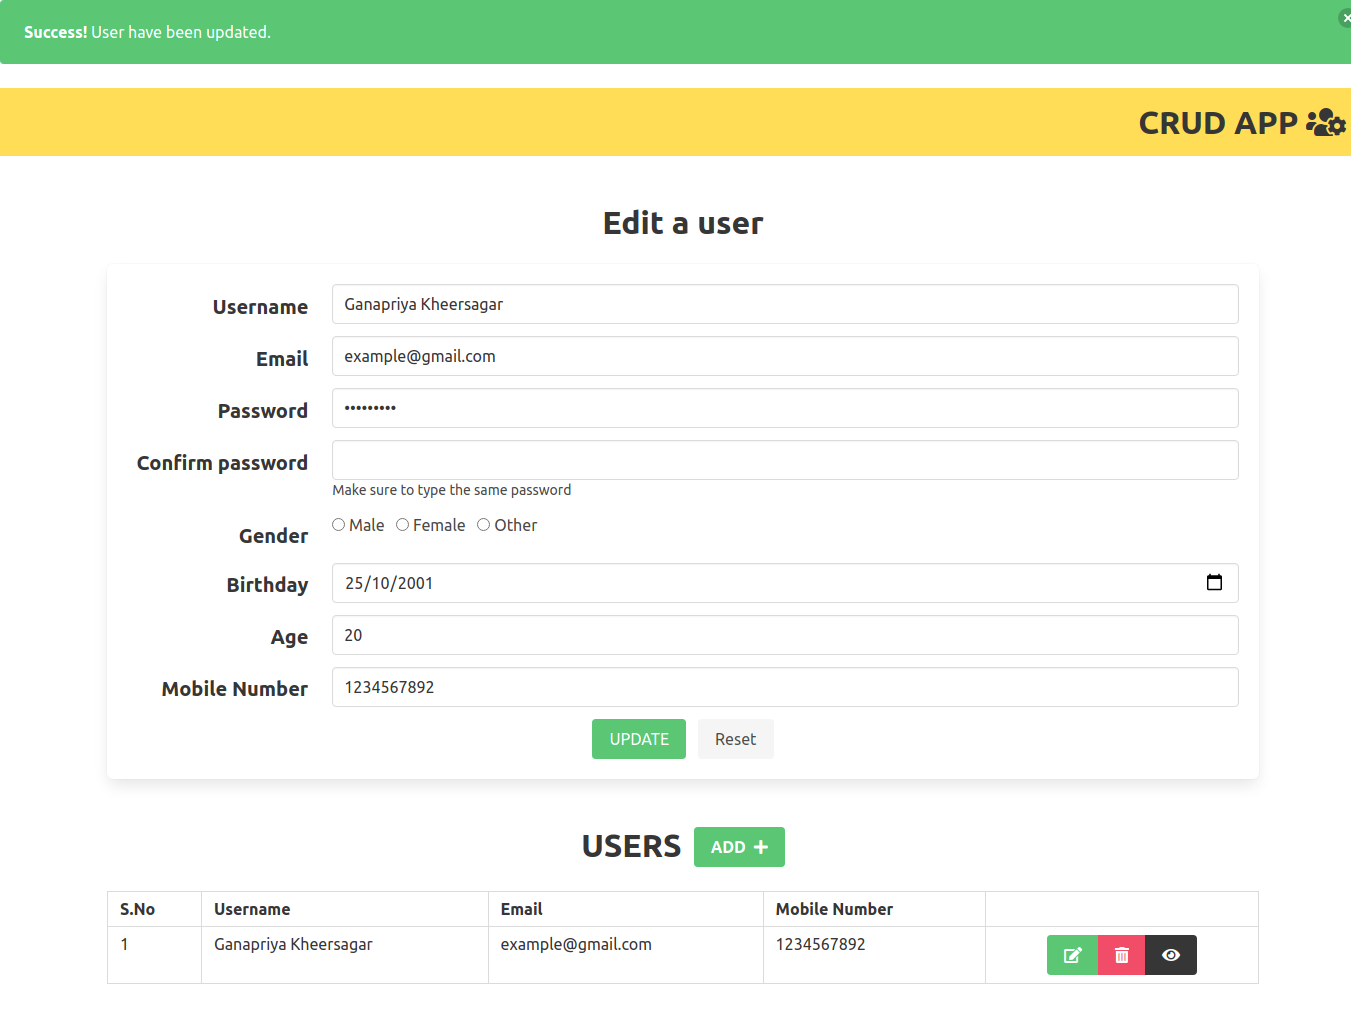 Success! User have been updated.
CRUD APP
Edit a user
Username Ganapriya Kheersagar
Email example@gmail.com
Password •••••••••
Confirm password
Make sure to type the same password
Gender Male Female Other
Birthday 25/10/2001
Age 20
Mobile Number 1234567892
UPDATE Reset
USERS ADD +
S.No Username Email Mobile Number
1 Ganapriya Kheersagar example@gmail.com 1234567892